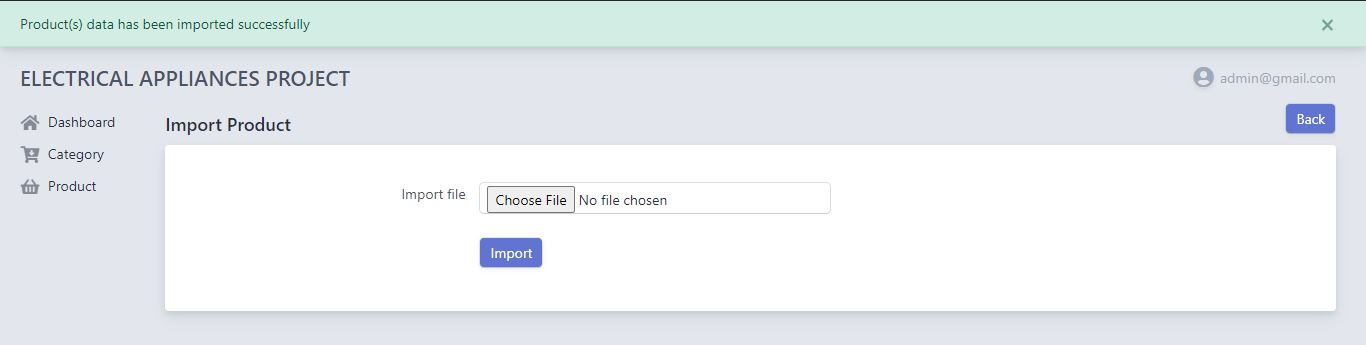 Product(s) data has been imported successfully ×
ELECTRICAL APPLIANCES PROJECT
admin@gmail.com
Dashboard
Category
Product
Import Product
Back
Import file
Choose File No file chosen
Import